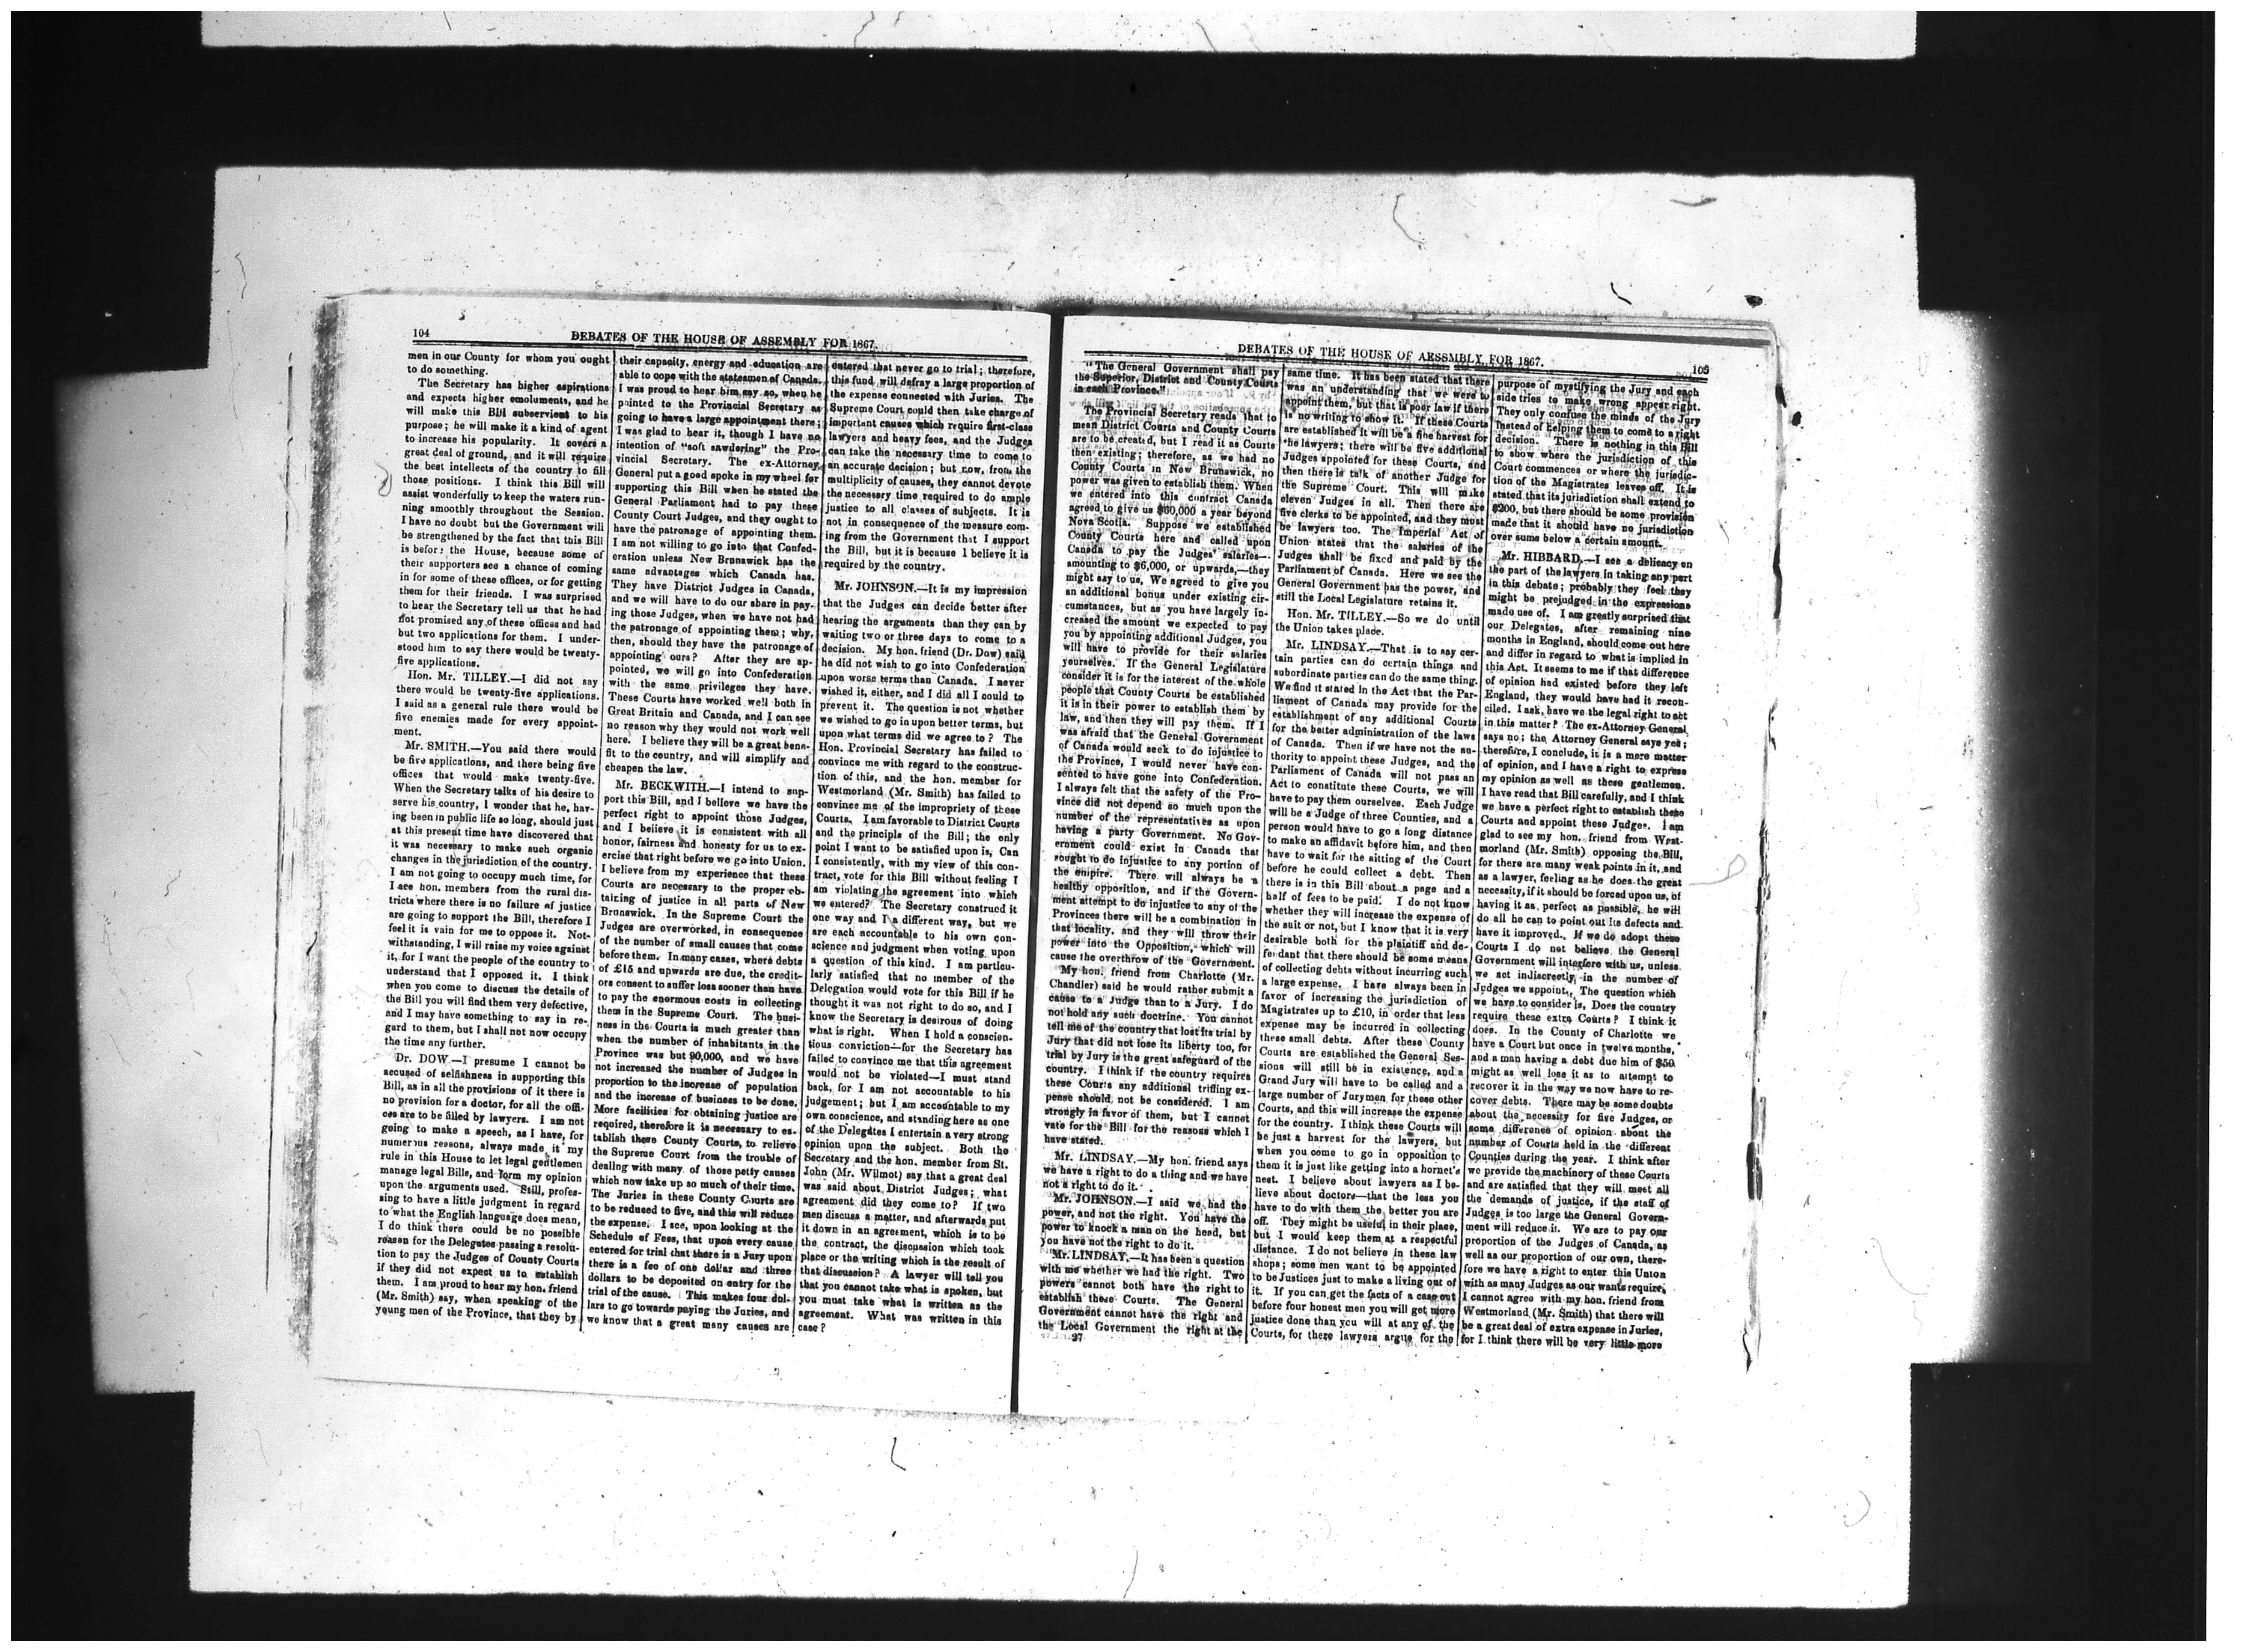 104
DEBATES OF THE HOUSE OF ASSEMBLY FOR 1867.
men in our County for whom you ought
to do something.
The Secretary has higher aspirations
and expects higher emoluments, and he
will make this Bill subservient to his
purpose; he will make it a kind of agent
to increase his popularity. It covers a
great deal of ground, and it will require
the best intellects of the country to fill
those positions. I think this Bill will
assist wonderfully to keep the waters run-
ning smoothly throughout the Session.
I have no doubt but the Government will
be strengthened by the fact that this Bill
is before the House, because some of
their supporters see a chance of coming
in for some of these offices, or for getting
them for their friends. I was surprised
to hear the Secretary tell us that he had
not promised any of these offices and had
but two applications for them. I under-
stood him to say there would be twenty-
five applications.
Hon. Mr. TILLEY.—I did not say
there would be twenty-five applications.
I said as a general rule there would be
five enemies made for every appoint-
ment.
Mr. SMITH.—You said there would
be five applications, and there being five
offices that would make twenty-five.
When the Secretary talks of his desire to
serve his country, I wonder that he, hav-
ing been in public life so long, should just
at this present time have discovered that
it was necessary to make such organic
changes in the jurisdiction of the country.
I am not going to occupy much time, for
I see hon. members from the rural dis-
tricts where there is no failure of justice
are going to support the Bill, therefore I
feel it is vain for me to oppose it. Not-
withstanding, I will raise my voice against
it, for I want the people of the country to
understand that I opposed it. I think
when you come to discuss the details of
the Bill you will find them very defective,
and I may have something to say in re-
gard to them, but I shall not now occupy
the time any further.
Dr. DOW.—I presume I cannot be
accused of selfishness in supporting this
Bill, as in all the provisions of it there is
no provision for a doctor, for all the offi-
ces are to be filled by lawyers. I am not
going to make a speech, as I have, for
numerous reasons, always made it my
rule in this House to let legal gentlemen
manage legal Bills, and form my opinion
upon the arguments used. Still, profes-
sing to have a little judgment in regard
to what the English language does mean,
I do think there could be no possible
reason for the Delegates passing a resolu-
tion to pay the Judges of County Courts
if they did not expect us to establish
them. I am proud to hear my hon. friend
(Mr. Smith) say, when speaking of the
young men of the Province, that they by
their capacity, energy and education are
able to cope with the statesmen of Canada.
I was proud to hear him say so, when he
pointed to the Provincial Secretary as
going to have a large appointment there;
I was glad to hear it, though I have no
intention of "soft sawdering" the Pro-
vincial Secretary. The ex-Attorney
General put a good spoke in my wheel for
supporting this Bill when he stated the
General Parliament had to pay these
County Court Judges, and they ought to
have the patronage of appointing them.
I am not willing to go into that Confed-
eration unless New Brunswick has the
same advantages which Canada has.
They have District Judges in Canada,
and we will have to do our share in pay-
ing those Judges, when we have not had
the patronage of appointing them; why,
then, should they have the patronage of
appointing ours? After they are ap-
pointed, we will go into Confederation
with the same privileges they have.
These Courts have worked well both in
Great Britain and Canada, and I can see
no reason why they would not work well
here. I believe they will be a great bene-
fit to the country, and will simplify and
cheapen the law.
Mr. BECKWITH.—I intend to sup-
port this Bill, and I believe we have the
perfect right to appoint those Judges,
and I believe it is consistent with all
honor, fairness and honesty for us to ex-
ercise that right before we go into Union.
I believe from my experience that these
Courts are necessary to the proper ob-
taining of justice in all parts of New
Brunswick. In the Supreme Court the
Judges are overworked, in consequence
of the number of small causes that come
before them. In many cases, where debts
of £15 and upwards are due, the credit-
ors consent to suffer loss sooner than have
to pay the enormous costs in collecting
them in the Supreme Court. The busi-
ness in the Courts is much greater than
when the number of inhabitants in the
Province was but 90,000, and we have
not increased the number of Judges in
proportion to the increase of population
and the increase of business to be done.
More facilities for obtaining justice are
required, therefore it is necessary to es-
tablish these County Courts, to relieve
the Supreme Court from the trouble of
dealing with many of those petty causes
which now take up so much of their time.
The Juries in these County Courts are
to be reduced to five, and this will reduce
the expense. I see, upon looking at the
Schedule of Fees, that upon every cause
entered for trial that there is a Jury upon
there is a fee of one dollar and three
dollars to be deposited on entry for the
trial of the cause. This makes four dol-
lars to go towards paying the Juries, and
we know that a great many causes are
entered that never go to trial; therefore,
this fund will defray a large proportion of
the expense connected with Juries. The
Supreme Court could then take charge of
important causes which require first-class
lawyers and heavy fees, and the Judges
can take the necessary time to come to
an accurate decision; but now, from the
multiplicity of causes, they cannot devote
the necessary time required to do ample
justice to all classes of subjects. It is
not in consequence of the measure com-
ing from the Government that I support
the Bill, but it is because I believe it is
required by the country.
Mr. JOHNSON.—It is my impression
that the Judges can decide better after
hearing the arguments than they can by
waiting two or three days to come to a
decision. My hon. friend (Dr. Dow) said
he did not wish to go into Confederation
upon worse terms than Canada. I never
wished it, either, and I did all I could to
prevent it. The question is not whether
we wished to go in upon better terms, but
upon what terms did we agree to? The
Hon. Provincial Secretary has failed to
convince me with regard to the construc-
tion of this, and the hon. member for
Westmorland (Mr. Smith) has failed to
convince me of the impropriety of these
Courts. I am favorable to District Courts
and the principle of the Bill; the only
point I want to be satisfied upon is, Can
I consistently, with my view of this con-
tract, vote for this Bill without feeling I
am violating the agreement into which
we entered? The Secretary construed it
one way and I a different way, but we
are each accountable to his own con-
science and judgment when voting upon
a question of this kind. I am particu-
larly satisfied that no member of the
Delegation would vote for this Bill if he
thought it was not right to do so, and I
know the Secretary is desirous of doing
what is right. When I hold a conscien-
tious conviction—for the Secretary has
failed to convince me that this agreement
would not be violated—I must stand
back, for I am not accountable to his
judgement; but I am accountable to my
own conscience, and standing here as one
of the Delegates I entertain a very strong
opinion upon the subject. Both the
Secretary and the hon. member from St.
John (Mr. Wilmot) say that a great deal
was said about District Judges; what
agreement did they come to? If two
men discuss a matter, and afterwards put
it down in an agreement, which is to be
the contract, the discussion which took
place or the writing which is the result of
that discussion? A lawyer will tell you
that you cannot take what is spoken, but
you must take what is written as the
agreement. What was written in this
case?
DEBATES OF THE HOUSE OF ARSSMBLY FOR 1867.
105
"The General Government shall pay
the Superior, District and County Courts
in each Province."
The Provincial Secretary reads that to
mean District Courts and County Courts
are to be created, but I read it as Courts
then existing; therefore, as we had no
County Courts in New Brunswick, no
power was given to establish them. When
we entered into this contract Canada
agreed to give us $60,000 a year beyond
Nova Scotia. Suppose we established
County Courts here and called upon
Canada to pay the Judges' salaries—
amounting to $6,000, or upwards,—they
might say to us, We agreed to give you
an additional bonus under existing cir-
cumstances, but as you have largely in-
creased the amount we expected to pay
you by appointing additional Judges, you
will have to provide for their salaries
yourselves. If the General Legislature
consider it is for the interest of the whole
people that County Courts be established
it is in their power to establish them by
law, and then they will pay them. If I
was afraid that the General Government
of Canada would seek to do injustice to
the Province, I would never have con-
sented to have gone into Confederation.
I always felt that the safety of the Pro-
vince did not depend so much upon the
number of the representatives as upon
having a party Government. No Gov-
ernment could exist in Canada that
sought to do injustice to any portion of
the empire. There will always be a
healthy opposition, and if the Govern-
ment attempt to do injustice to any of the
Provinces there will be a combination in
that locality, and they will throw their
power into the Opposition, which will
cause the overthrow of the Government.
My hon. friend from Charlotte (Mr.
Chandler) said he would rather submit a
cause to a Judge than to a Jury. I do
not hold any such doctrine. You cannot
tell me of the country that lost its trial by
Jury that did not lose its liberty too, for
trial by Jury is the great safeguard of the
country. I think if the country requires
these Courts any additional trifling ex-
pense should not be considered. I am
strongly in favor of them, but I cannot
vote for the Bill for the reasons which I
have stated.
Mr. LINDSAY.—My hon. friend says
we have a right to do a thing and we have
not a right to do it.
Mr. JOHNSON.—I said we had the
power, and not the right. You have the
power to knock a man on the head, but
you have not the right to do it.
Mr. LINDSAY.—It has been a question
with me whether we had the right. Two
powers cannot both have the right to
establish these Courts. The General
Government cannot have the right and
the Local Government the right at the
27
same time. It has been stated that there
was an understanding that we were to
appoint them, but that is poor law if there
is no writing to show it. If these Courts
are established it will be a fine harvest for
the lawyers; there will be five additional
Judges appointed for these Courts, and
then there is talk of another Judge for
the Supreme Court. This will make
eleven Judges in all. Then there are
five clerks to be appointed, and they must
be lawyers too. The Imperial Act of
Union states that the salaries of the
Judges shall be fixed and paid by the
Parliament of Canada. Here we see the
General Government has the power, and
still the Local Legislature retains it.
Hon. Mr. TILLEY.—So we do until
the Union takes place.
Mr. LINDSAY.—That is to say cer-
tain parties can do certain things and
subordinate parties can do the same thing.
We find it stated in the Act that the Par-
liament of Canada may provide for the
establishment of any additional Courts
for the better administration of the laws
of Canada. Then if we have not the au-
thority to appoint these Judges, and the
Parliament of Canada will not pass an
Act to constitute these Courts, we will
have to pay them ourselves. Each Judge
will be a Judge of three Counties, and a
person would have to go a long distance
to make an affidavit before him, and then
have to wait for the sitting of the Court
before he could collect a debt. Then
there is in this Bill about a page and a
half of fees to be paid. I do not know
whether they will increase the expense of
the suit or not, but I know that it is very
desirable both for the plaintiff and de-
fendant that there should be some means
of collecting debts without incurring such
a large expense. I have always been in
favor of increasing the jurisdiction of
Magistrates up to £10, in order that less
expense may be incurred in collecting
these small debts. After these County
Courts are established the General Ses-
sions will still be in existence, and a
Grand Jury will have to be called and a
large number of Jurymen for these other
Courts, and this will increase the expense
for the country. I think these Courts will
be just a harvest for the lawyers, but
when you come to go in opposition to
them it is just like getting into a hornet's
nest. I believe about lawyers as I be-
lieve about doctors—that the less you
have to do with them the better you are
off. They might be useful in their place,
but I would keep them at a respectful
distance. I do not believe in these law
shops; some men want to be appointed
to be Justices just to make a living out of
it. If you can get the facts of a case out
before four honest men you will get more
justice done than you will at any of the
Courts, for there lawyers argue for the
purpose of mystifying the Jury and each
side tries to make wrong appear right.
They only confuse the minds of the Jury
instead of helping them to come to a right
decision. There is nothing in this Bill
to show where the jurisdiction of this
Court commences or where the jurisdic-
tion of the Magistrates leaves off. It is
stated that its jurisdiction shall extend to
$200, but there should be some provision
made that it should have no jurisdiction
over sums below a certain amount.
Mr. HIBBARD.—I see a delicacy on
the part of the lawyers in taking any part
in this debate; probably they feel they
might be prejudged in the expressions
made use of. I am greatly surprised that
our Delegates, after remaining nine
months in England, should come out here
and differ in regard to what is implied in
this Act. It seems to me if that difference
of opinion had existed before they left
England, they would have had it recon-
ciled. I ask, have we the legal right to act
in this matter? The ex-Attorney General
says no; the Attorney General says yes;
therefore, I conclude, it is a mere matter
of opinion, and I have a right to express
my opinion as well as these gentlemen.
I have read that Bill carefully, and I think
we have a perfect right to establish these
Courts and appoint these Judges. I am
glad to see my hon. friend from West-
morland (Mr. Smith) opposing the Bill,
for there are many weak points in it, and
as a lawyer, feeling as he does the great
necessity, if it should be forced upon us, of
having it as perfect as possible, he will
do all he can to point out its defects and
have it improved. If we do adopt these
Courts I do not believe the General
Government will interfere with us, unless
we act indiscreetly in the number of
Judges we appoint. The question which
we have to consider is, Does the country
require these extra Courts? I think it
does. In the County of Charlotte we
have a Court but once in twelve months,
and a man having a debt due him of $50
might as well lose it as to attempt to
recover it in the way we now have to re-
cover debts. There may be some doubts
about the necessity for five Judges, or
some difference of opinion about the
number of Courts held in the different
Counties during the year. I think after
we provide the machinery of these Courts
and are satisfied that they will meet all
the demands of justice, if the staff of
Judges is too large the General Govern-
ment will reduce it. We are to pay our
proportion of the Judges of Canada, as
well as our proportion of our own, there-
fore we have a right to enter this Union
with as many Judges as our wants require.
I cannot agree with my hon. friend from
Westmorland (Mr. Smith) that there will
be a great deal of extra expense in Juries,
for I think there will be very little more